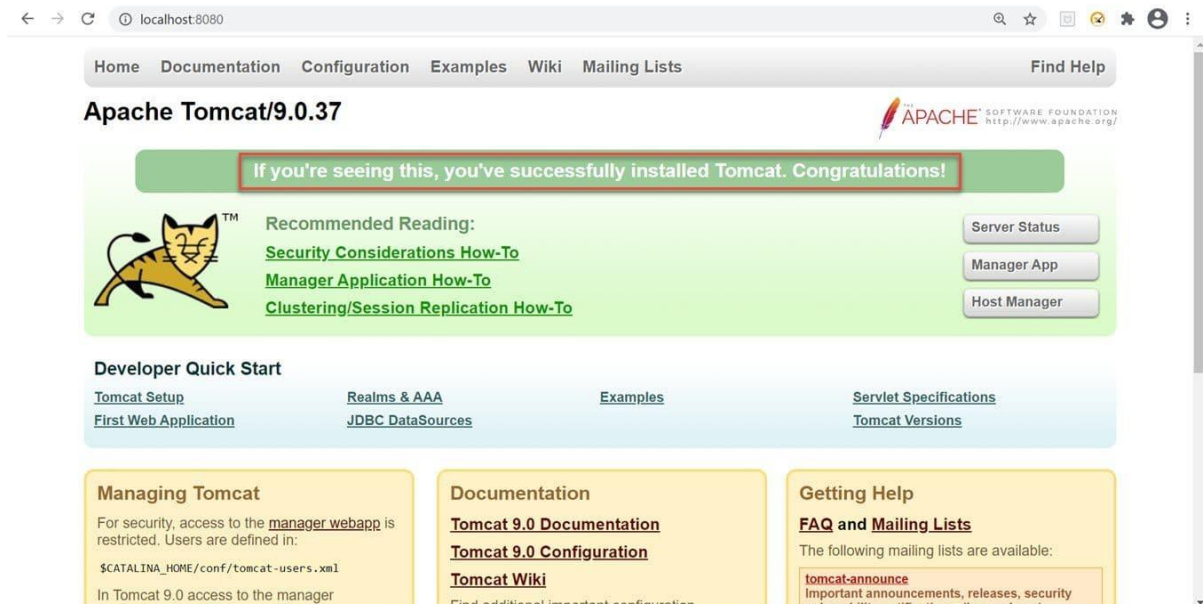 localhost:8080
Home Documentation Configuration Examples Wiki Mailing Lists Find Help
Apache Tomcat/9.0.37
THE
APACHE™ SOFTWARE FOUNDATION
http://www.apache.org/
If you're seeing this, you've successfully installed Tomcat. Congratulations!
TM
Recommended Reading:
Security Considerations How-To
Manager Application How-To
Clustering/Session Replication How-To
Server Status
Manager App
Host Manager
Developer Quick Start
Tomcat Setup
First Web Application
Realms & AAA
JDBC DataSources
Examples
Servlet Specifications
Tomcat Versions
Managing Tomcat
For security, access to the manager webapp is
restricted. Users are defined in:
$CATALINA_HOME/conf/tomcat-users.xml
In Tomcat 9.0 access to the manager
Documentation
Tomcat 9.0 Documentation
Tomcat 9.0 Configuration
Tomcat Wiki
Find additional important configuration
Getting Help
FAQ and Mailing Lists
The following mailing lists are available:
tomcat-announce
Important announcements, releases, security